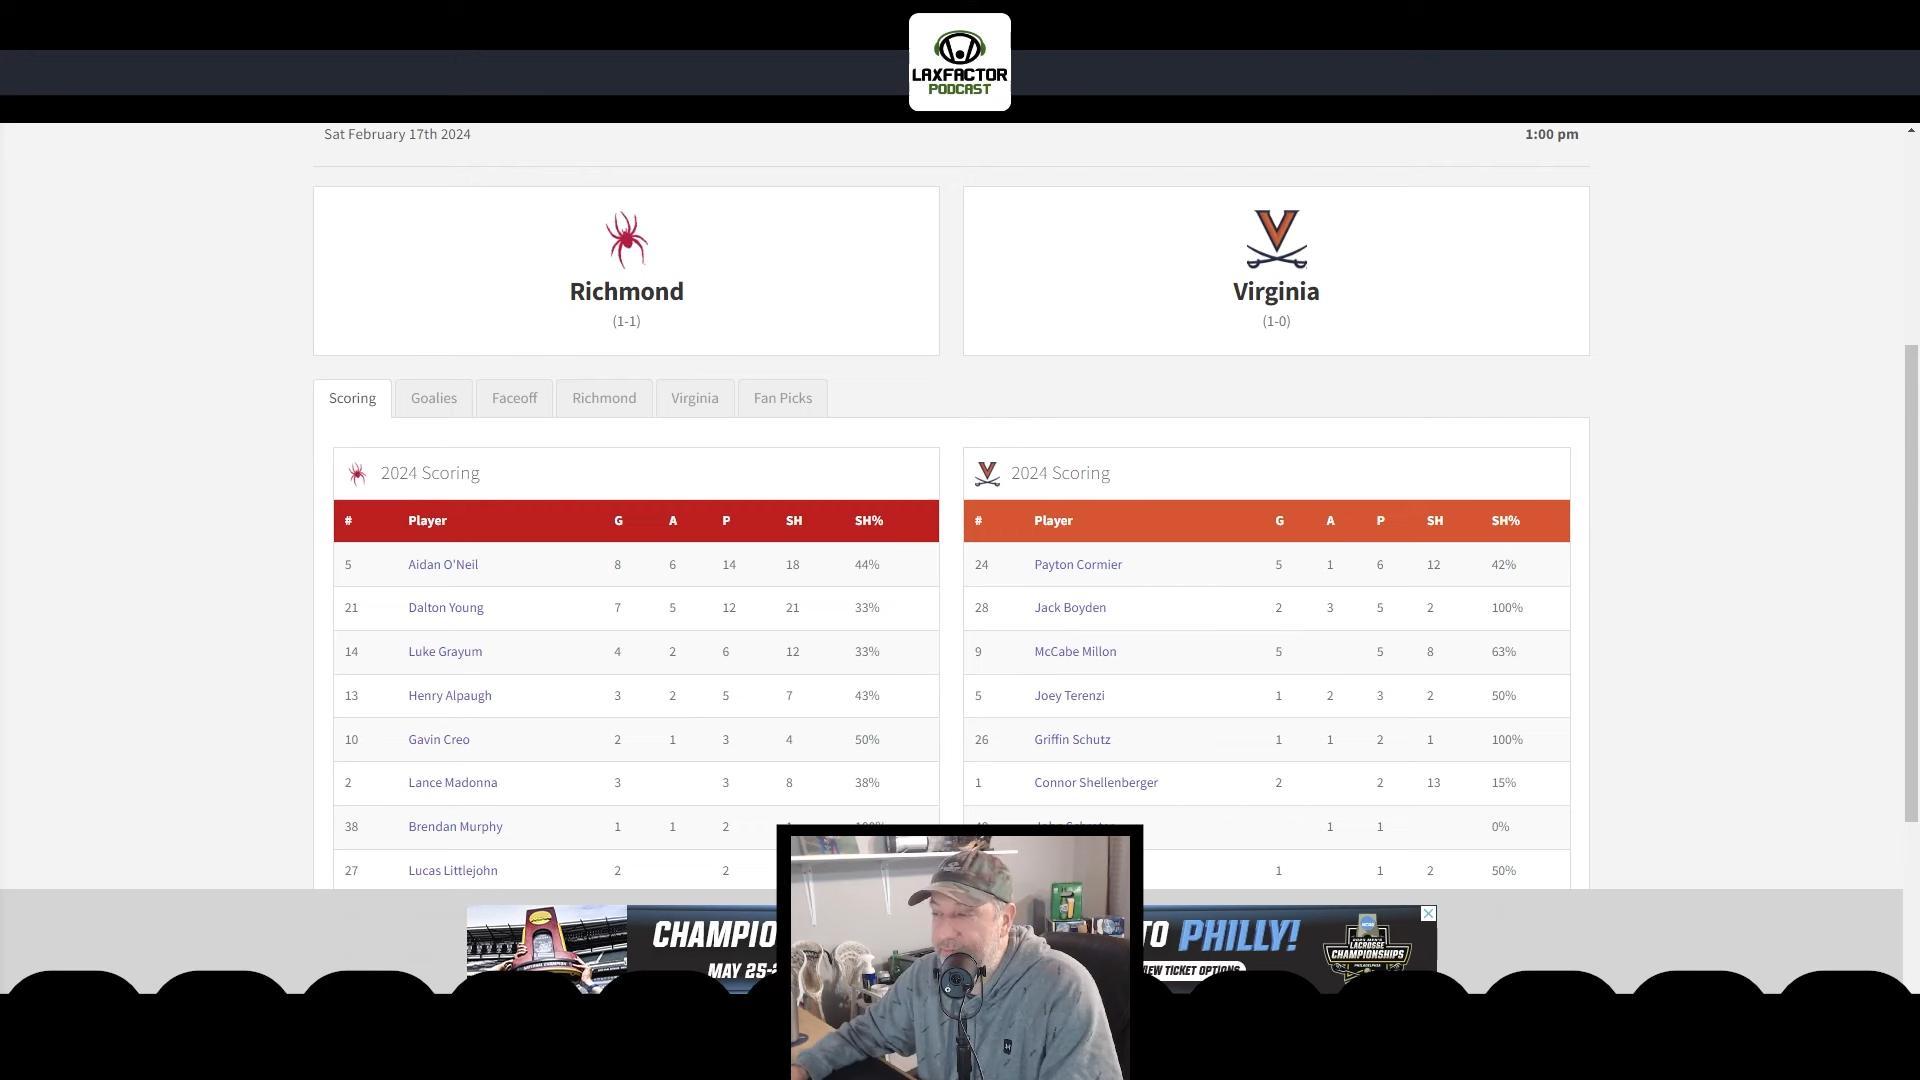 LAXFACTOR
PODCAST
Sat February 17th 2024 1:00 pm
Richmond
(1-1)
Virginia
(1-0)
Scoring Goalies Faceoff Richmond Virginia Fan Picks
2024 Scoring
# Player G A P SH SH%
5 Aidan O'Neil 8 6 14 18 44%
21 Dalton Young 7 5 12 21 33%
14 Luke Grayum 4 2 6 12 33%
13 Henry Alpaugh 3 2 5 7 43%
10 Gavin Creo 2 1 3 4 50%
2 Lance Madonna 3 3 8 38%
38 Brendan Murphy 1 1 2
27 Lucas Littlejohn 2 2
2024 Scoring
# Player G A P SH SH%
24 Payton Cormier 5 1 6 12 42%
28 Jack Boyden 2 3 5 2 100%
9 McCabe Millon 5 5 8 63%
5 Joey Terenzi 1 2 3 2 50%
26 Griffin Schutz 1 1 2 1 100%
1 Connor Shellenberger 2 2 13 15%
1 1 0%
1 1 2 50%
CHAMPIO
MAY 25-
TO PHILLY!
TICKET OPTIONS
LACROSSE
CHAMPIONSHIPS